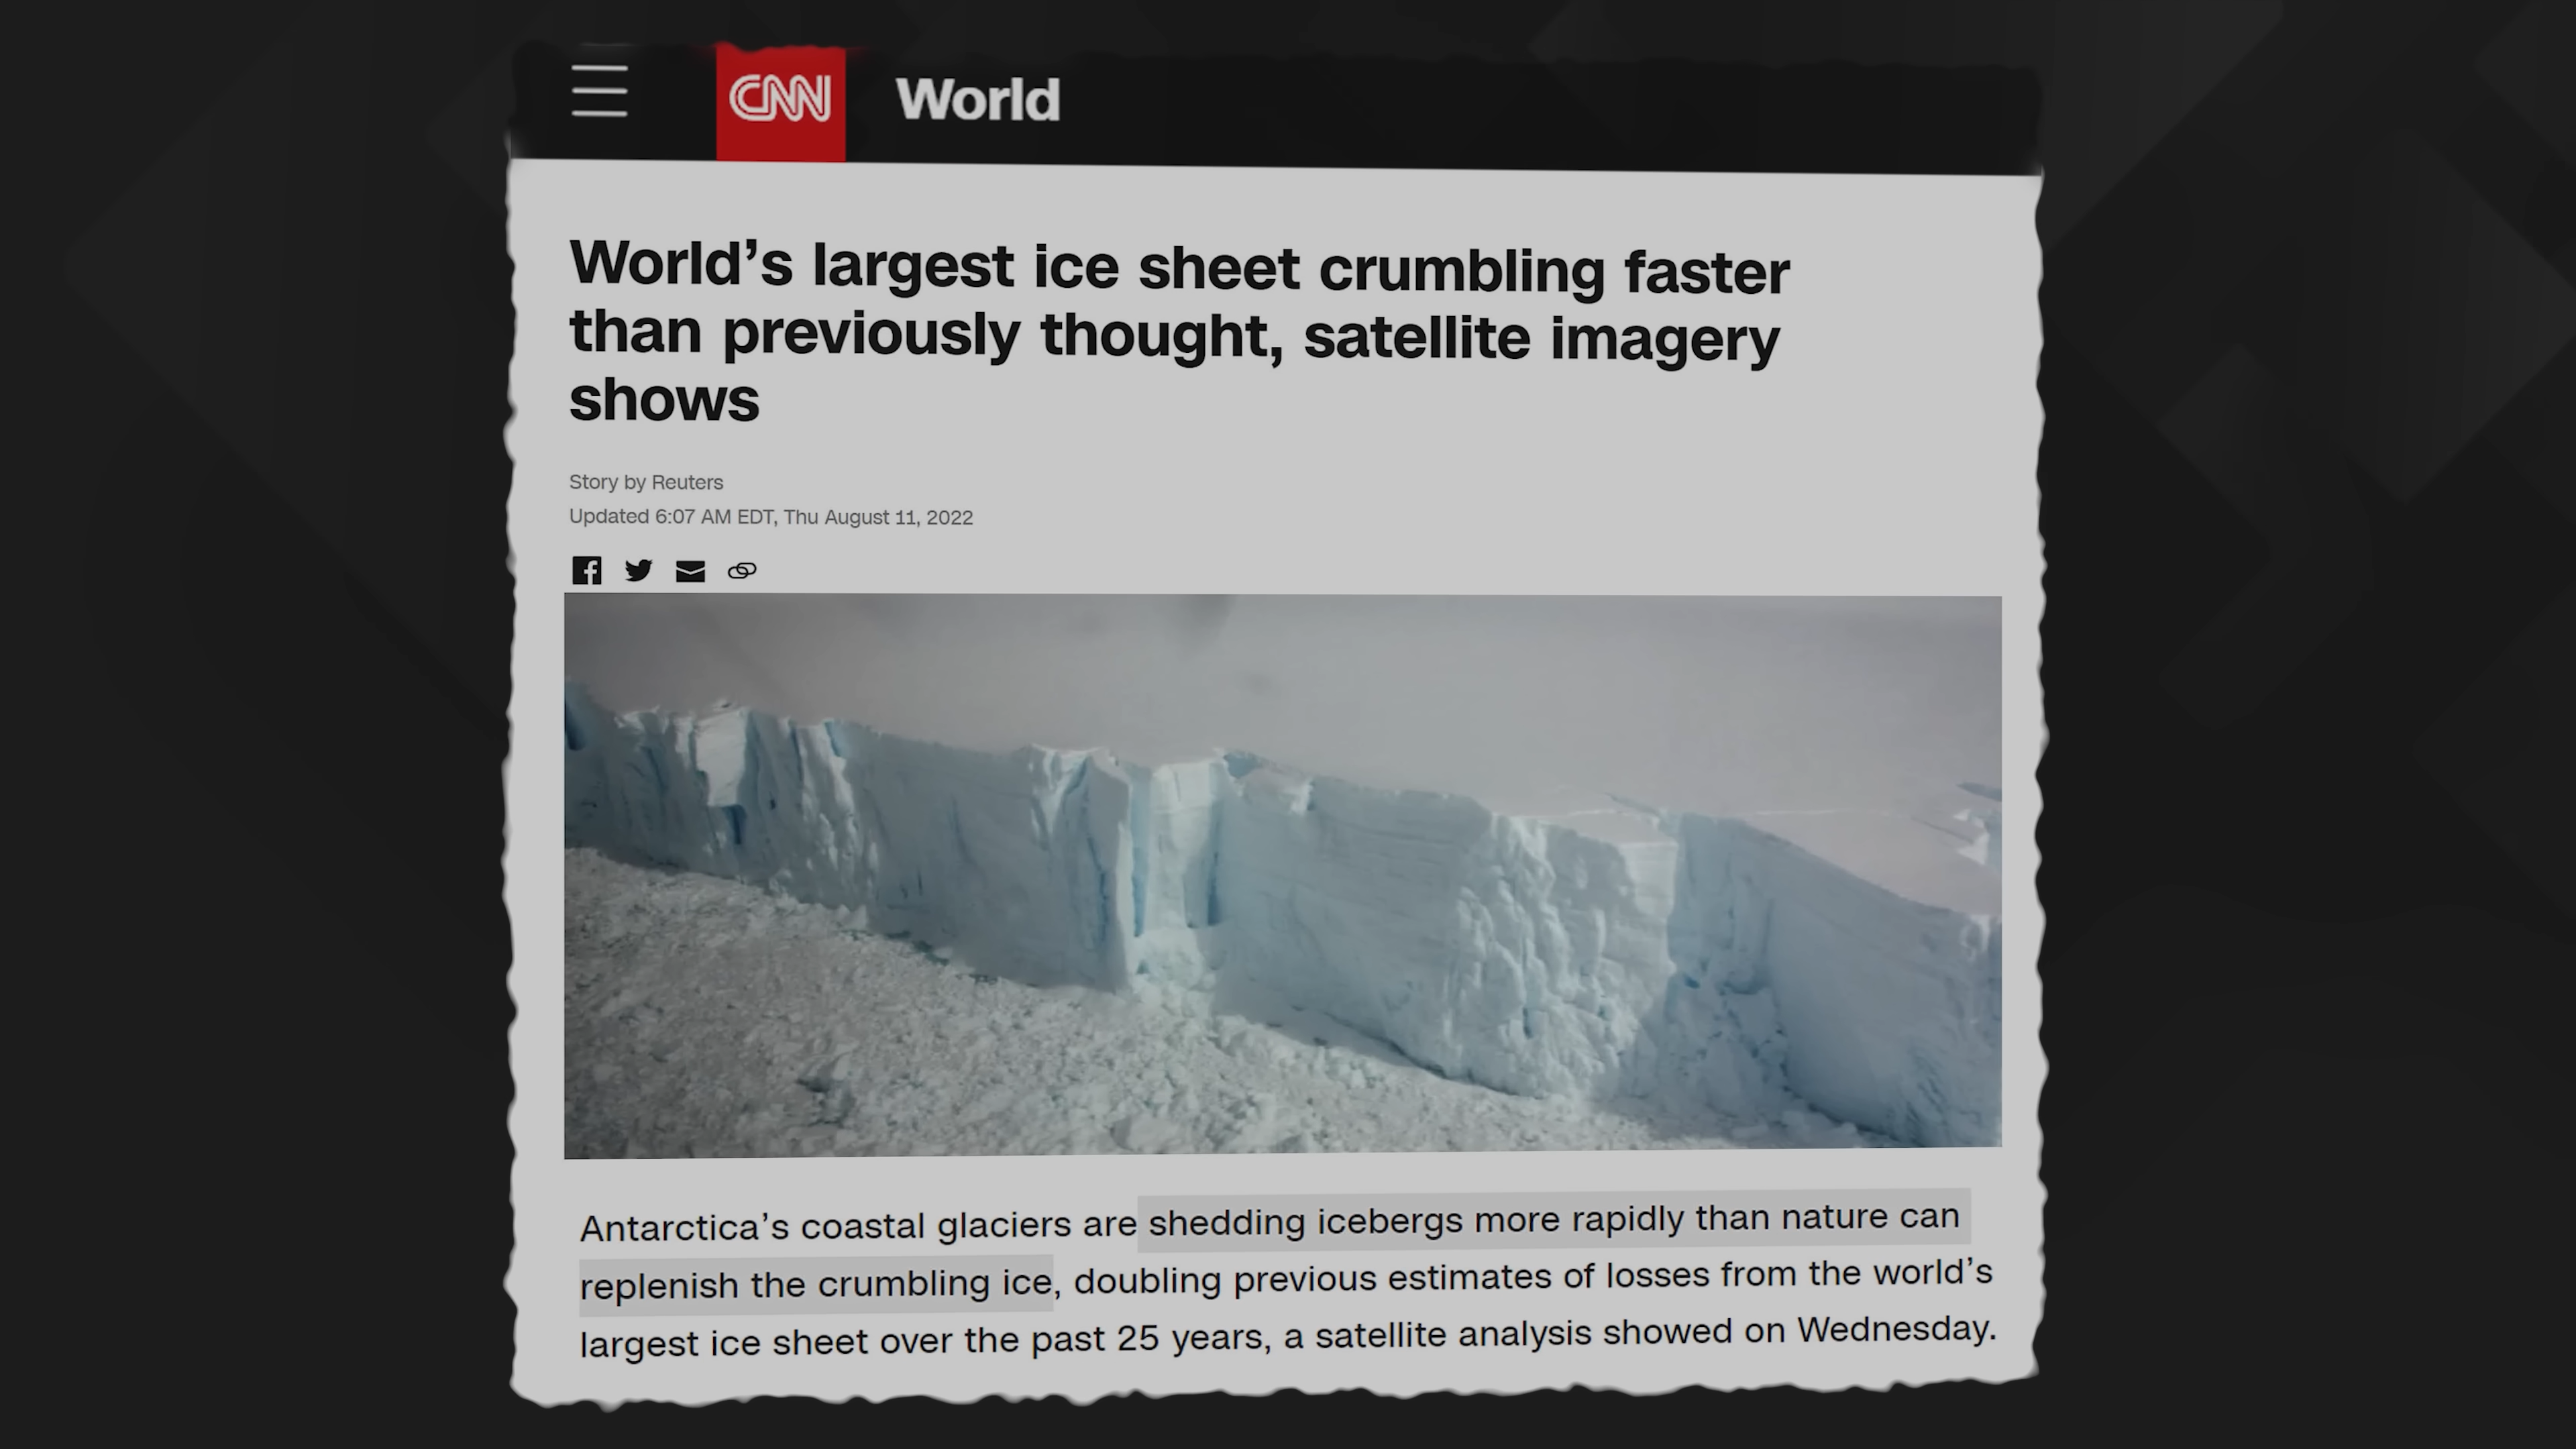 CNN World
World’s largest ice sheet crumbling faster
than previously thought, satellite imagery
shows
Story by Reuters
Updated 6:07 AM EDT, Thu August 11, 2022
Antarctica’s coastal glaciers are shedding icebergs more rapidly than nature can
replenish the crumbling ice, doubling previous estimates of losses from the world’s
largest ice sheet over the past 25 years, a satellite analysis showed on Wednesday.